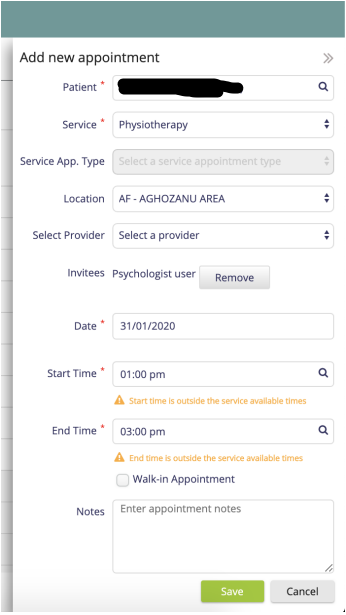 Add new appointment
Patient *
Service * Physiotherapy
Service App. Type Select a service appointment type
Location AF - AGHOZANU AREA
Select Provider Select a provider
Invitees Psychologist user Remove
Date * 31/01/2020
Start Time * 01:00 pm
Start time is outside the service available times
End Time * 03:00 pm
End time is outside the service available times
Walk-in Appointment
Notes Enter appointment notes
Save Cancel